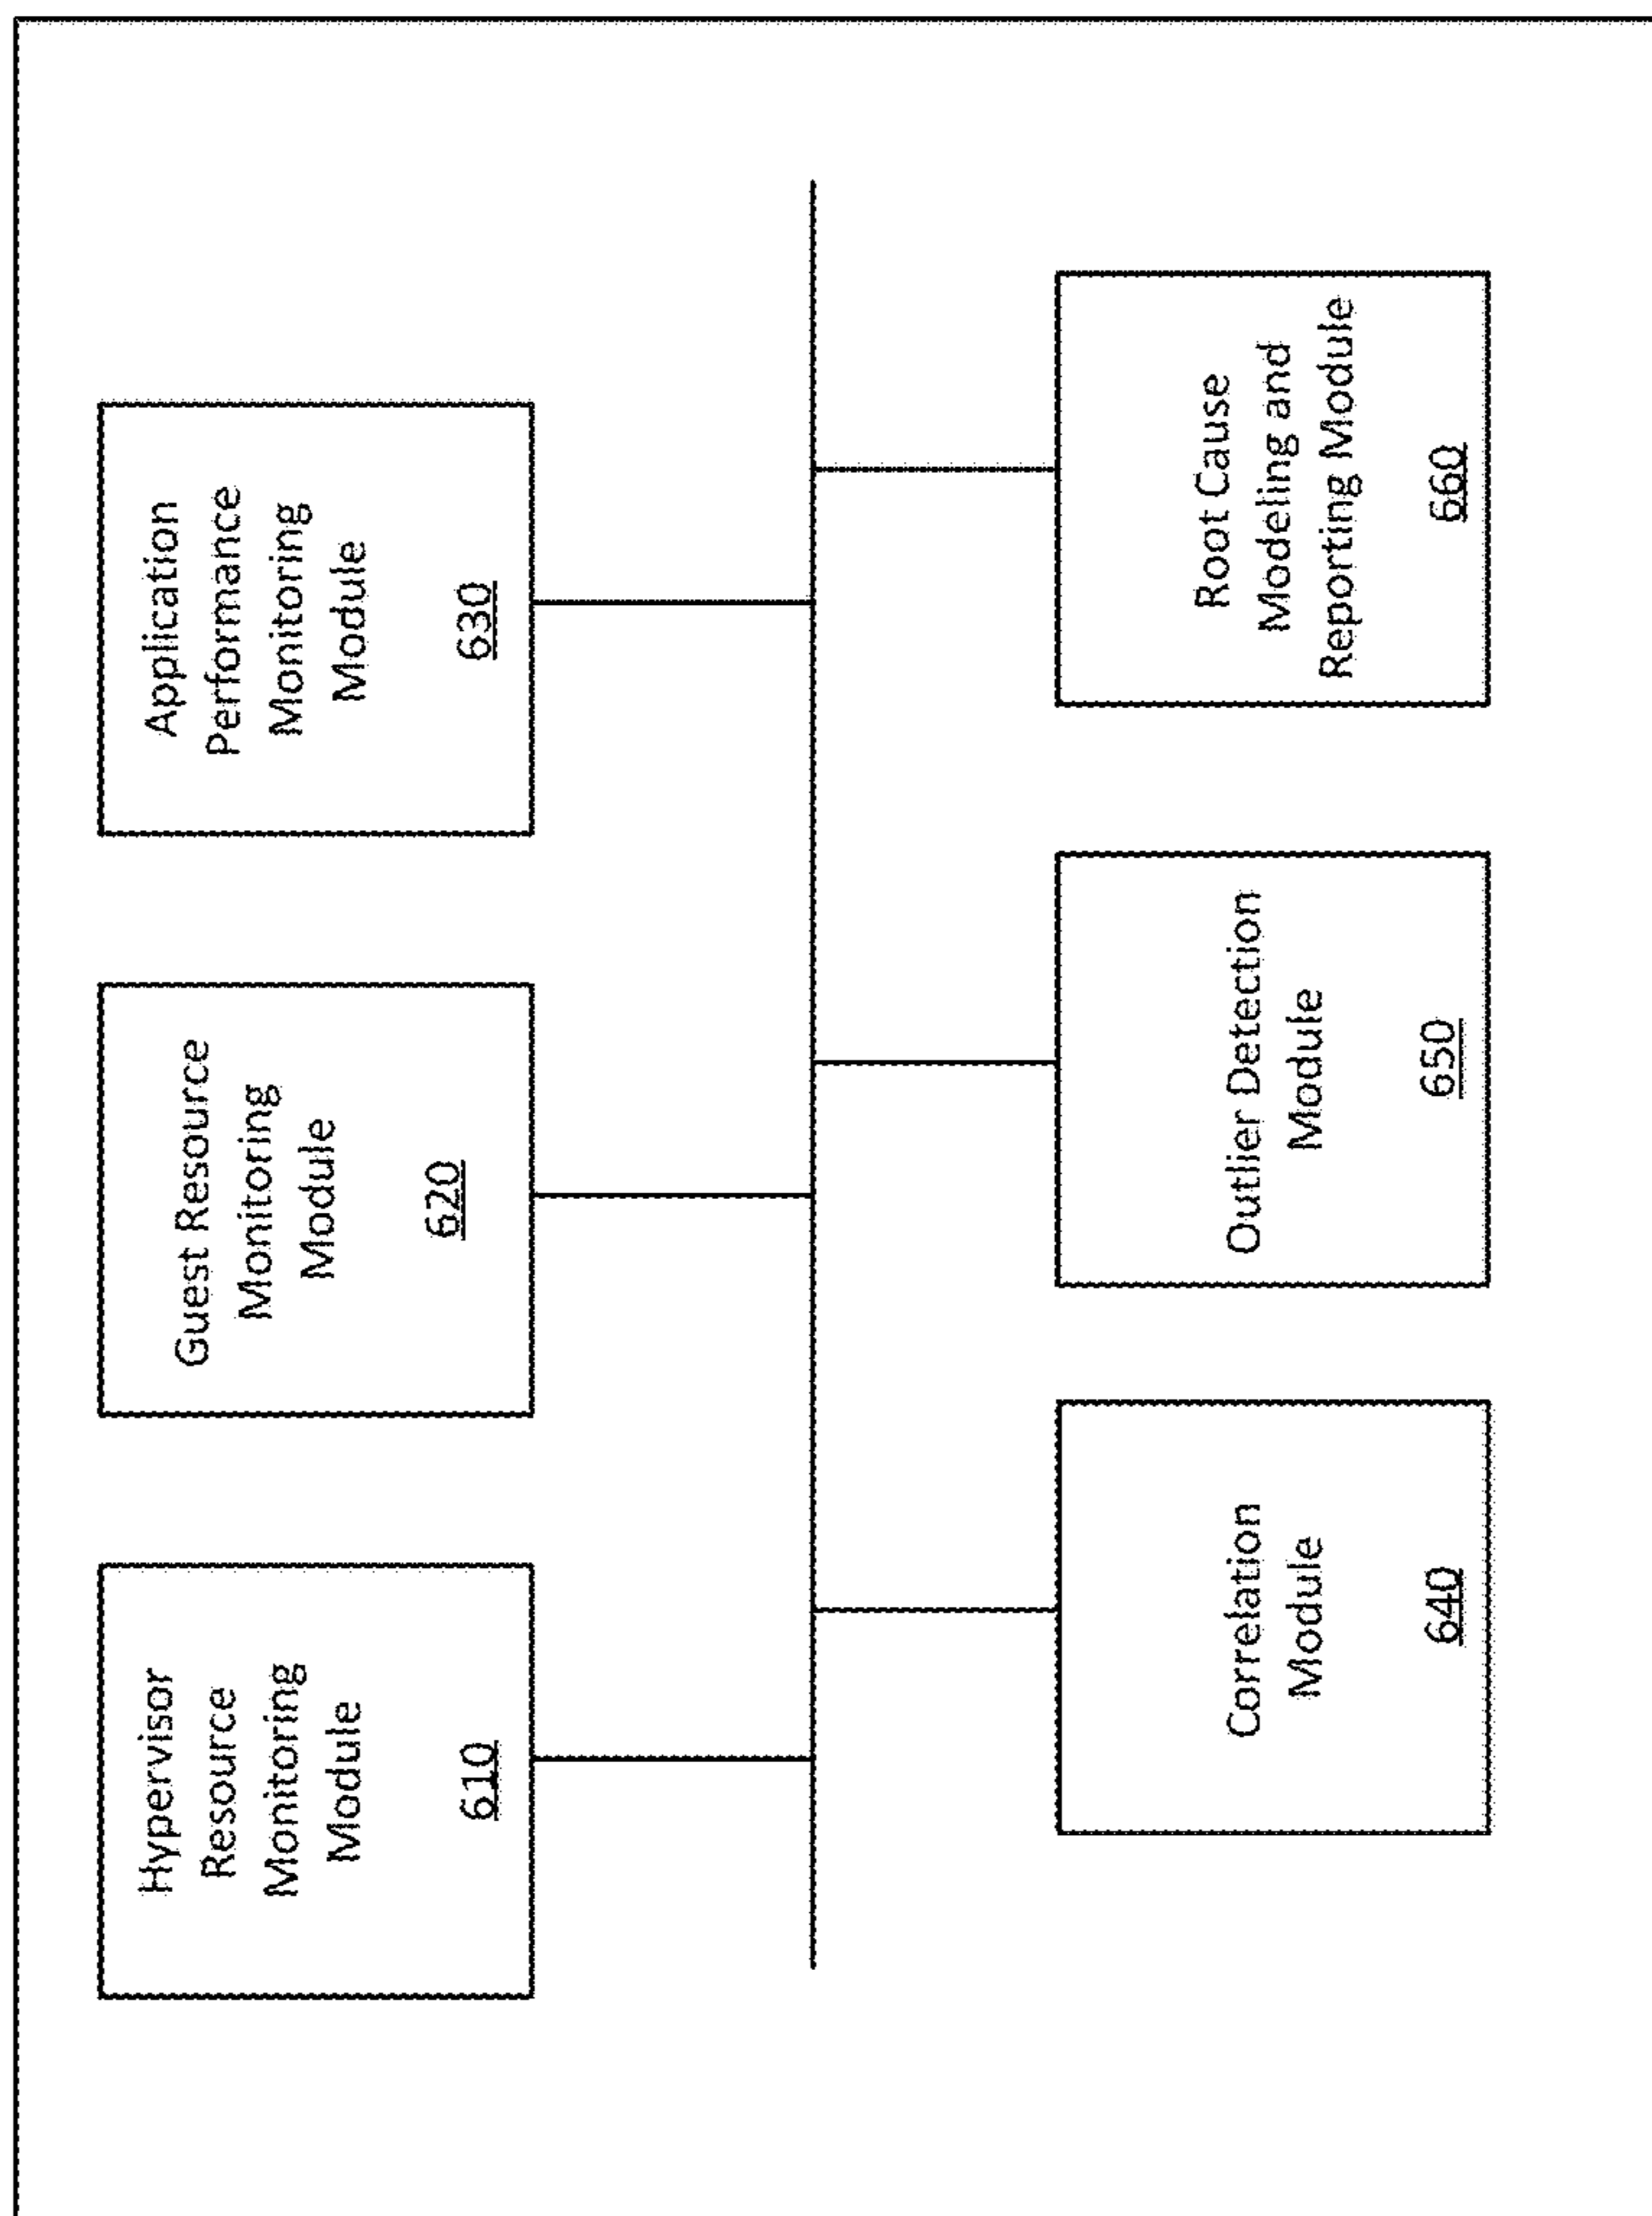 Hypervisor
Resource
Monitoring
Module
610
Guest Resource
Monitoring
Module
620
Application
Performance
Monitoring
Module
630
Correlation
Module
640
Outlier Detection
Module
650
Root Cause
Modeling and
Reporting Module
660